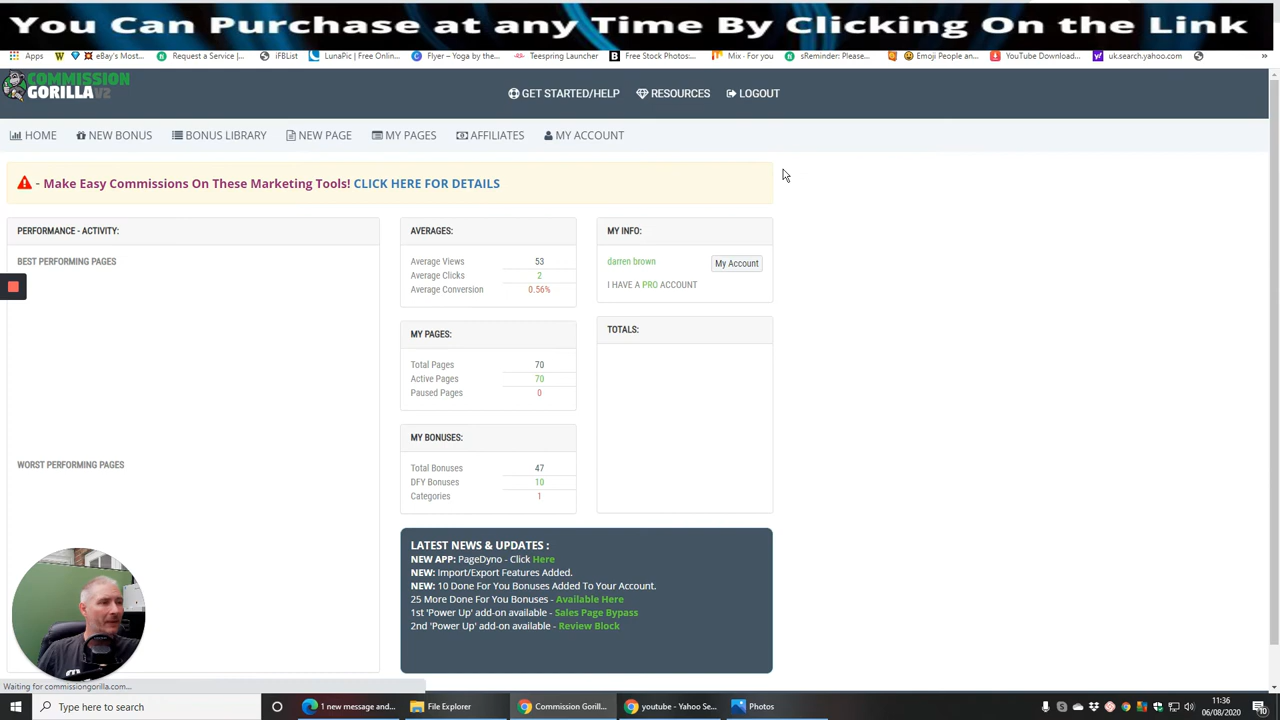 You Can Purchase at any Time By Clicking On the Link
Apps
eBay's Most...
Request a Service |...
iFBList
LunaPic | Free Onlin...
Flyer – Yoga by the...
Teespring Launcher
Free Stock Photos:...
Mix - For you
sReminder: Please...
Emoji People an...
YouTube Download...
uk.search.yahoo.com
»
COMMISSION
GORILLA V2
GET STARTED/HELP
RESOURCES
LOGOUT
HOME
NEW BONUS
BONUS LIBRARY
NEW PAGE
MY PAGES
AFFILIATES
MY ACCOUNT
- Make Easy Commissions On These Marketing Tools! CLICK HERE FOR DETAILS
PERFORMANCE - ACTIVITY:
BEST PERFORMING PAGES
WORST PERFORMING PAGES
AVERAGES:
Average Views 53
Average Clicks 2
Average Conversion 0.56%
MY PAGES:
Total Pages 70
Active Pages 70
Paused Pages 0
MY BONUSES:
Total Bonuses 47
DFY Bonuses 10
Categories 1
MY INFO:
darren brown
My Account
I HAVE A PRO ACCOUNT
TOTALS:
LATEST NEWS & UPDATES :
NEW APP: PageDyno - Click Here
NEW: Import/Export Features Added.
NEW: 10 Done For You Bonuses Added To Your Account.
25 More Done For You Bonuses - Available Here
1st 'Power Up' add-on available - Sales Page Bypass
2nd 'Power Up' add-on available - Review Block
Waiting for commissiongorilla.com...
Type here to search
1 new message and...
File Explorer
Commission Gorill...
youtube - Yahoo Se...
Photos
11:36
06/08/2020
10